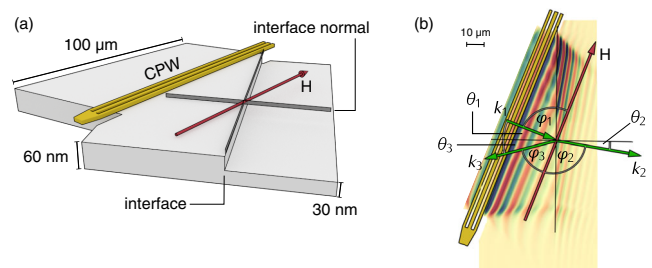 (a)
interface normal
100 µm
CPW
H
60 nm
interface
30 nm
(b)
10 µm
H
θ₁
k₁
φ₁
θ₂
θ₃
φ₃
φ₂
k₃
k₂